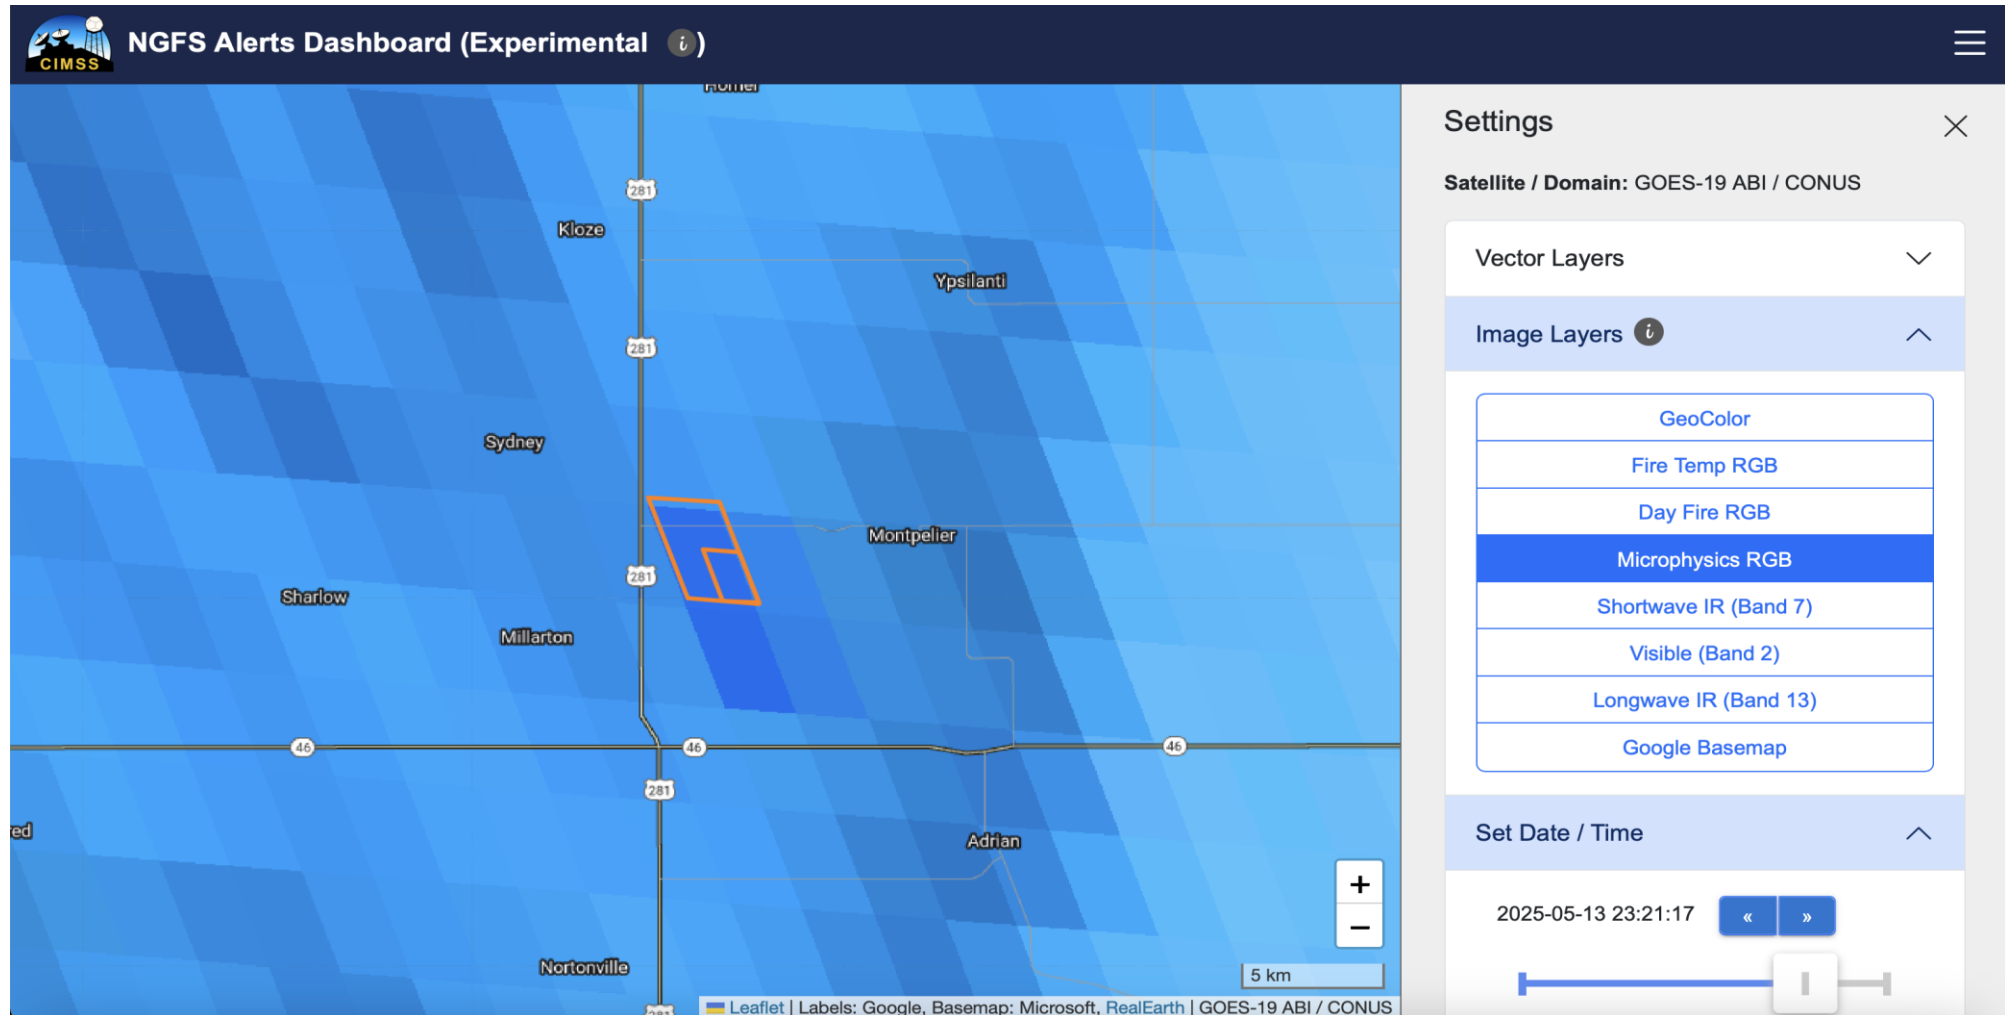 CIMSS
NGFS Alerts Dashboard (Experimental i)
Homer
281
Kloze
Ypsilanti
281
Sydney
Montpelier
281
Sharlow
Millarton
46
46
46
281
red
Adrian
+
−
Nortonville
5 km
281
Leaflet | Labels: Google, Basemap: Microsoft, RealEarth | GOES-19 ABI / CONUS
Settings
Satellite / Domain: GOES-19 ABI / CONUS
Vector Layers
Image Layers i
GeoColor
Fire Temp RGB
Day Fire RGB
Microphysics RGB
Shortwave IR (Band 7)
Visible (Band 2)
Longwave IR (Band 13)
Google Basemap
Set Date / Time
2025-05-13 23:21:17 « »